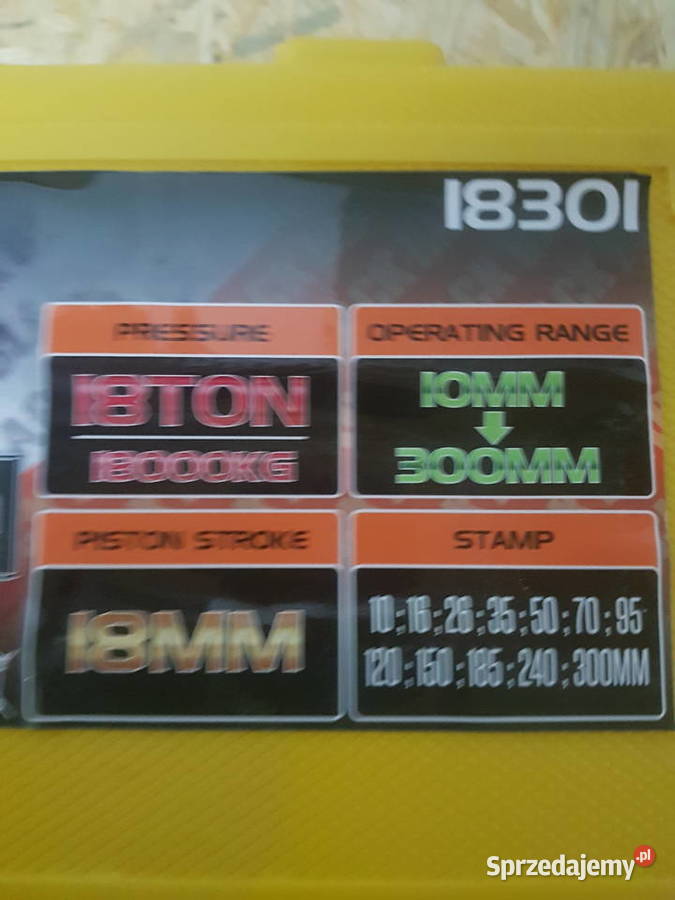 18301
PRESSURE
18TON
18000KG
OPERATING RANGE
10MM
300MM
PISTON STROKE
18MM
STAMP
10;16;26;35;50;70;95
120;150;185;240;300MM
Sprzedajemy.pl